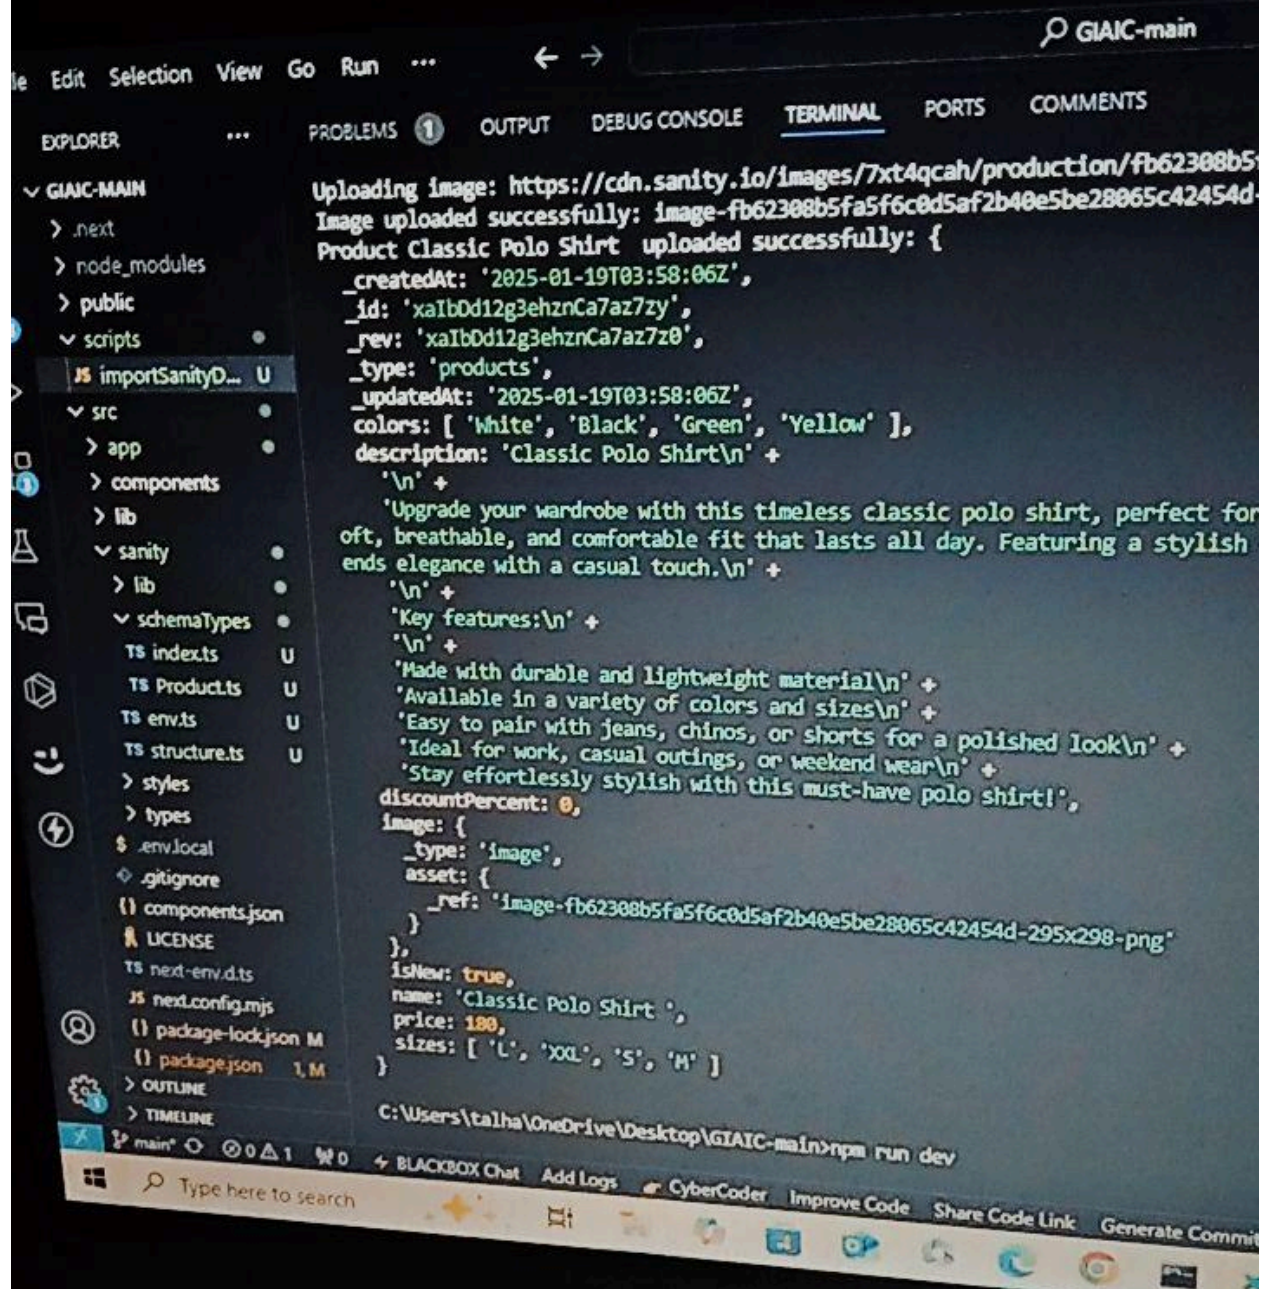 Edit Selection View Go Run ...
GIAIC-main
EXPLORER ...
GIAIC-MAIN
.next
node_modules
public
scripts
JS importSanityD... U
src
app
components
lib
sanity
lib
schemaTypes
TS index.ts U
TS Product.ts U
TS env.ts U
TS structure.ts U
styles
types
$ .env.local
.gitignore
{} components.json
LICENSE
TS next-env.d.ts
JS next.config.mjs
{} package-lock.json M
{} package.json 1, M
OUTLINE
TIMELINE
PROBLEMS 1 OUTPUT DEBUG CONSOLE TERMINAL PORTS COMMENTS
Uploading image: https://cdn.sanity.io/images/7xt4qcah/production/fb62308b5
Image uploaded successfully: image-fb62308b5fa5f6c0d5af2b40e5be28065c42454d-
Product Classic Polo Shirt  uploaded successfully: {
_createdAt: '2025-01-19T03:58:06Z',
_id: 'xaIbDd12g3ehznCa7az7zy',
_rev: 'xaIbDd12g3ehznCa7az7z0',
_type: 'products',
_updatedAt: '2025-01-19T03:58:06Z',
colors: [ 'White', 'Black', 'Green', 'Yellow' ],
description: 'Classic Polo Shirt\n' +
'\n' +
'Upgrade your wardrobe with this timeless classic polo shirt, perfect for
oft, breathable, and comfortable fit that lasts all day. Featuring a stylish
ends elegance with a casual touch.\n' +
'\n' +
'Key features:\n' +
'\n' +
'Made with durable and lightweight material\n' +
'Available in a variety of colors and sizes\n' +
'Easy to pair with jeans, chinos, or shorts for a polished look\n' +
'Ideal for work, casual outings, or weekend wear\n' +
'Stay effortlessly stylish with this must-have polo shirt!',
discountPercent: 0,
image: {
_type: 'image',
asset: {
_ref: 'image-fb62308b5fa5f6c0d5af2b40e5be28065c42454d-295x298-png'
}
},
isNew: true,
name: 'Classic Polo Shirt ',
price: 180,
sizes: [ 'L', 'XXL', 'S', 'M' ]
}
C:\Users\talha\OneDrive\Desktop\GIAIC-main>npm run dev
main* 0 1 0 BLACKBOX Chat Add Logs CyberCoder Improve Code Share Code Link Generate Commit
Type here to search